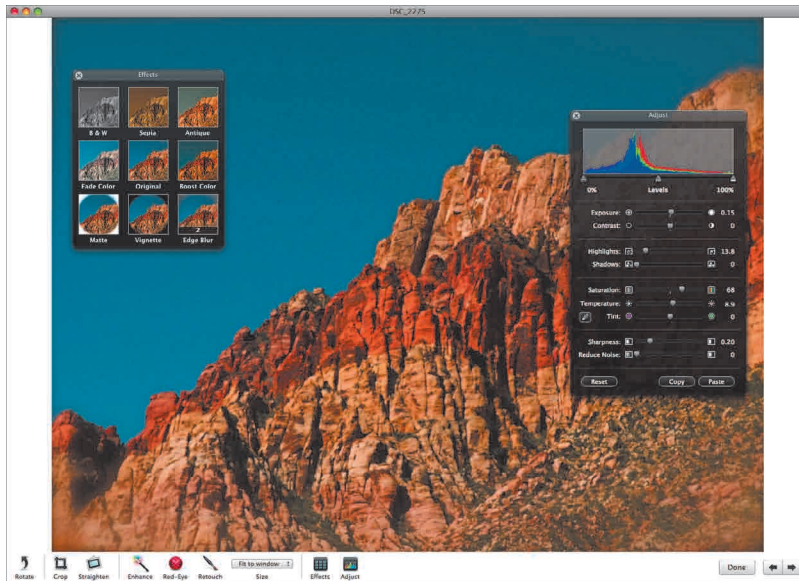 DSC_2275
Effects
B & W Sepia Antique
Fade Color Original Boost Color
2
Matte Vignette Edge Blur
Adjust
0% Levels 100%
Exposure: 0.15
Contrast: 0
Highlights: 13.6
Shadows: 0
Saturation: 68
Temperature: 8.9
Tint: 0
Sharpness: 0.20
Reduce Noise: 0
Reset Copy Paste
Rotate Crop Straighten Enhance Red-Eye Retouch Fit to window Size Effects Adjust Done